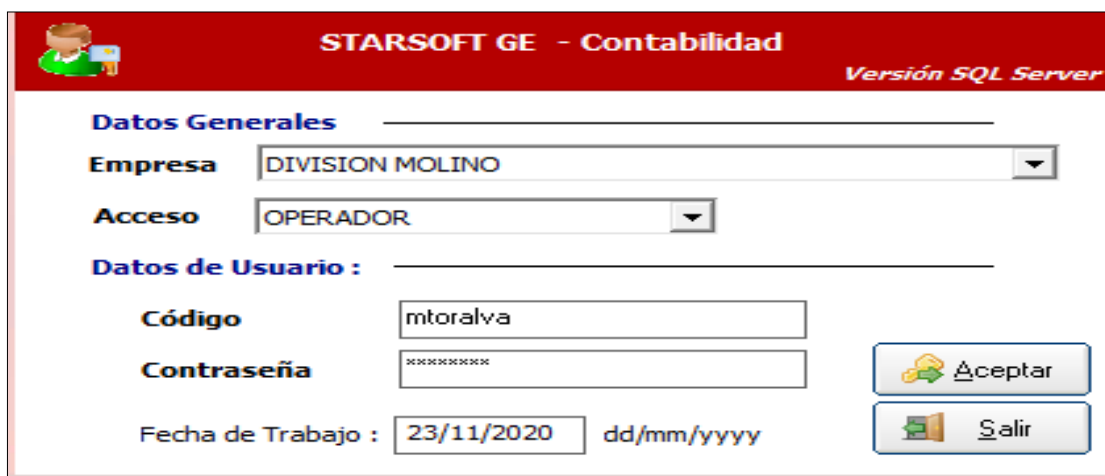 STARSOFT GE - Contabilidad
Versión SQL Server
Datos Generales
Empresa DIVISION MOLINO
Acceso OPERADOR
Datos de Usuario :
Código mtoralva
Contraseña ********
Aceptar
Fecha de Trabajo : 23/11/2020 dd/mm/yyyy
Salir